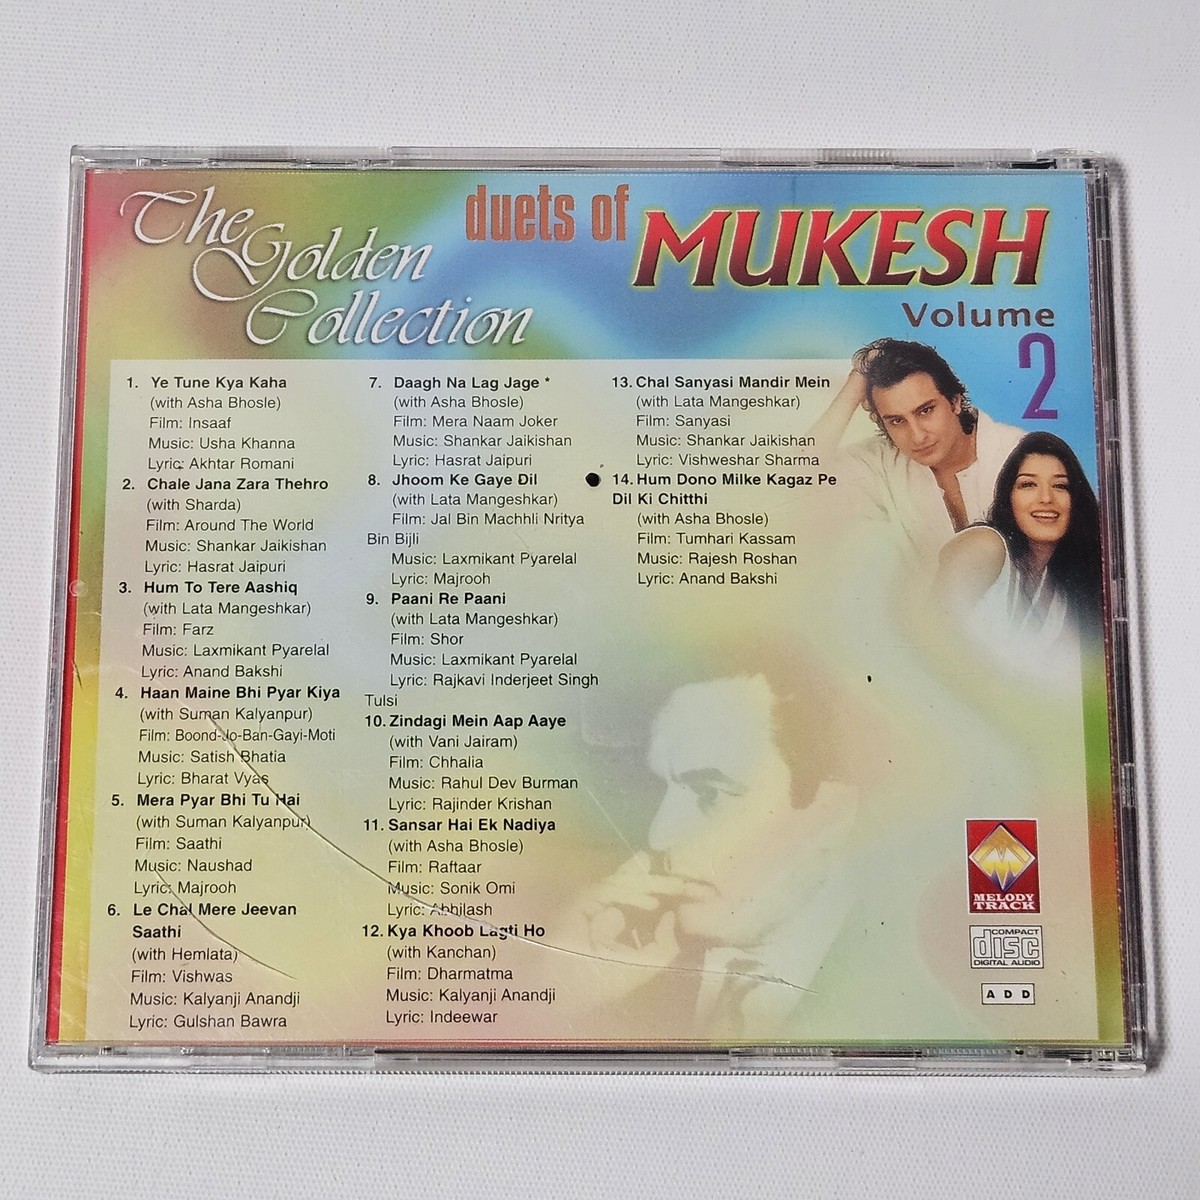 The Golden Collection
duets of MUKESH
Volume 2
1. Ye Tune Kya Kaha
(with Asha Bhosle)
Film: Insaaf
Music: Usha Khanna
Lyric: Akhtar Romani
2. Chale Jana Zara Thehro
(with Sharda)
Film: Around The World
Music: Shankar Jaikishan
Lyric: Hasrat Jaipuri
3. Hum To Tere Aashiq
(with Lata Mangeshkar)
Film: Farz
Music: Laxmikant Pyarelal
Lyric: Anand Bakshi
4. Haan Maine Bhi Pyar Kiya
(with Suman Kalyanpur)
Film: Boond-Jo-Ban-Gayi-Moti
Music: Satish Bhatia
Lyric: Bharat Vyas
5. Mera Pyar Bhi Tu Hai
(with Suman Kalyanpur)
Film: Saathi
Music: Naushad
Lyric: Majrooh
6. Le Chal Mere Jeevan
Saathi
(with Hemlata)
Film: Vishwas
Music: Kalyanji Anandji
Lyric: Gulshan Bawra
7. Daagh Na Lag Jage *
(with Asha Bhosle)
Film: Mera Naam Joker
Music: Shankar Jaikishan
Lyric: Hasrat Jaipuri
8. Jhoom Ke Gaye Dil
(with Lata Mangeshkar)
Film: Jal Bin Machhli Nritya
Bin Bijli
Music: Laxmikant Pyarelal
Lyric: Majrooh
9. Paani Re Paani
(with Lata Mangeshkar)
Film: Shor
Music: Laxmikant Pyarelal
Lyric: Rajkavi Inderjeet Singh
Tulsi
10. Zindagi Mein Aap Aaye
(with Vani Jairam)
Film: Chhalia
Music: Rahul Dev Burman
Lyric: Rajinder Krishan
11. Sansar Hai Ek Nadiya
(with Asha Bhosle)
Film: Raftaar
Music: Sonik Omi
Lyric: Abhilash
12. Kya Khoob Lagti Ho
(with Kanchan)
Film: Dharmatma
Music: Kalyanji Anandji
Lyric: Indeewar
13. Chal Sanyasi Mandir Mein
(with Lata Mangeshkar)
Film: Sanyasi
Music: Shankar Jaikishan
Lyric: Vishweshar Sharma
14. Hum Dono Milke Kagaz Pe
Dil Ki Chitthi
(with Asha Bhosle)
Film: Tumhari Kassam
Music: Rajesh Roshan
Lyric: Anand Bakshi
MELODY
TRACK
COMPACT
disc
DIGITAL AUDIO
A D D